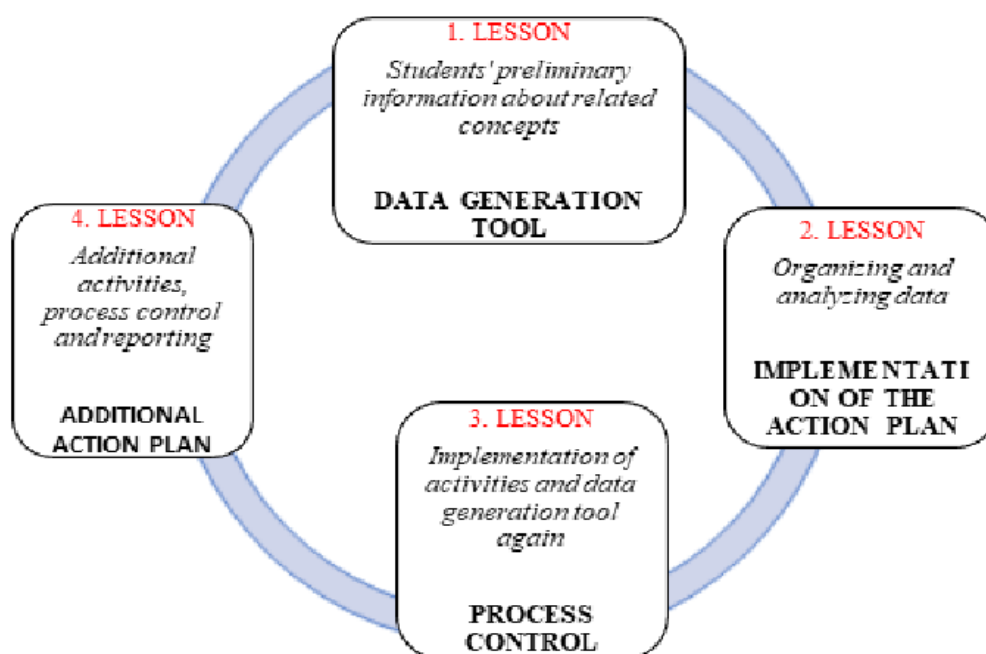 1. LESSON
Students' preliminary
information about related
concepts
DATA GENERATION
TOOL
2. LESSON
Organizing and
analyzing data
IMPLEMENTATI
ON OF THE
ACTION PLAN
3. LESSON
Implementation of
activities and data
generation tool
again
PROCESS
CONTROL
4. LESSON
Additional
activities,
process control
and reporting
ADDITIONAL
ACTION PLAN